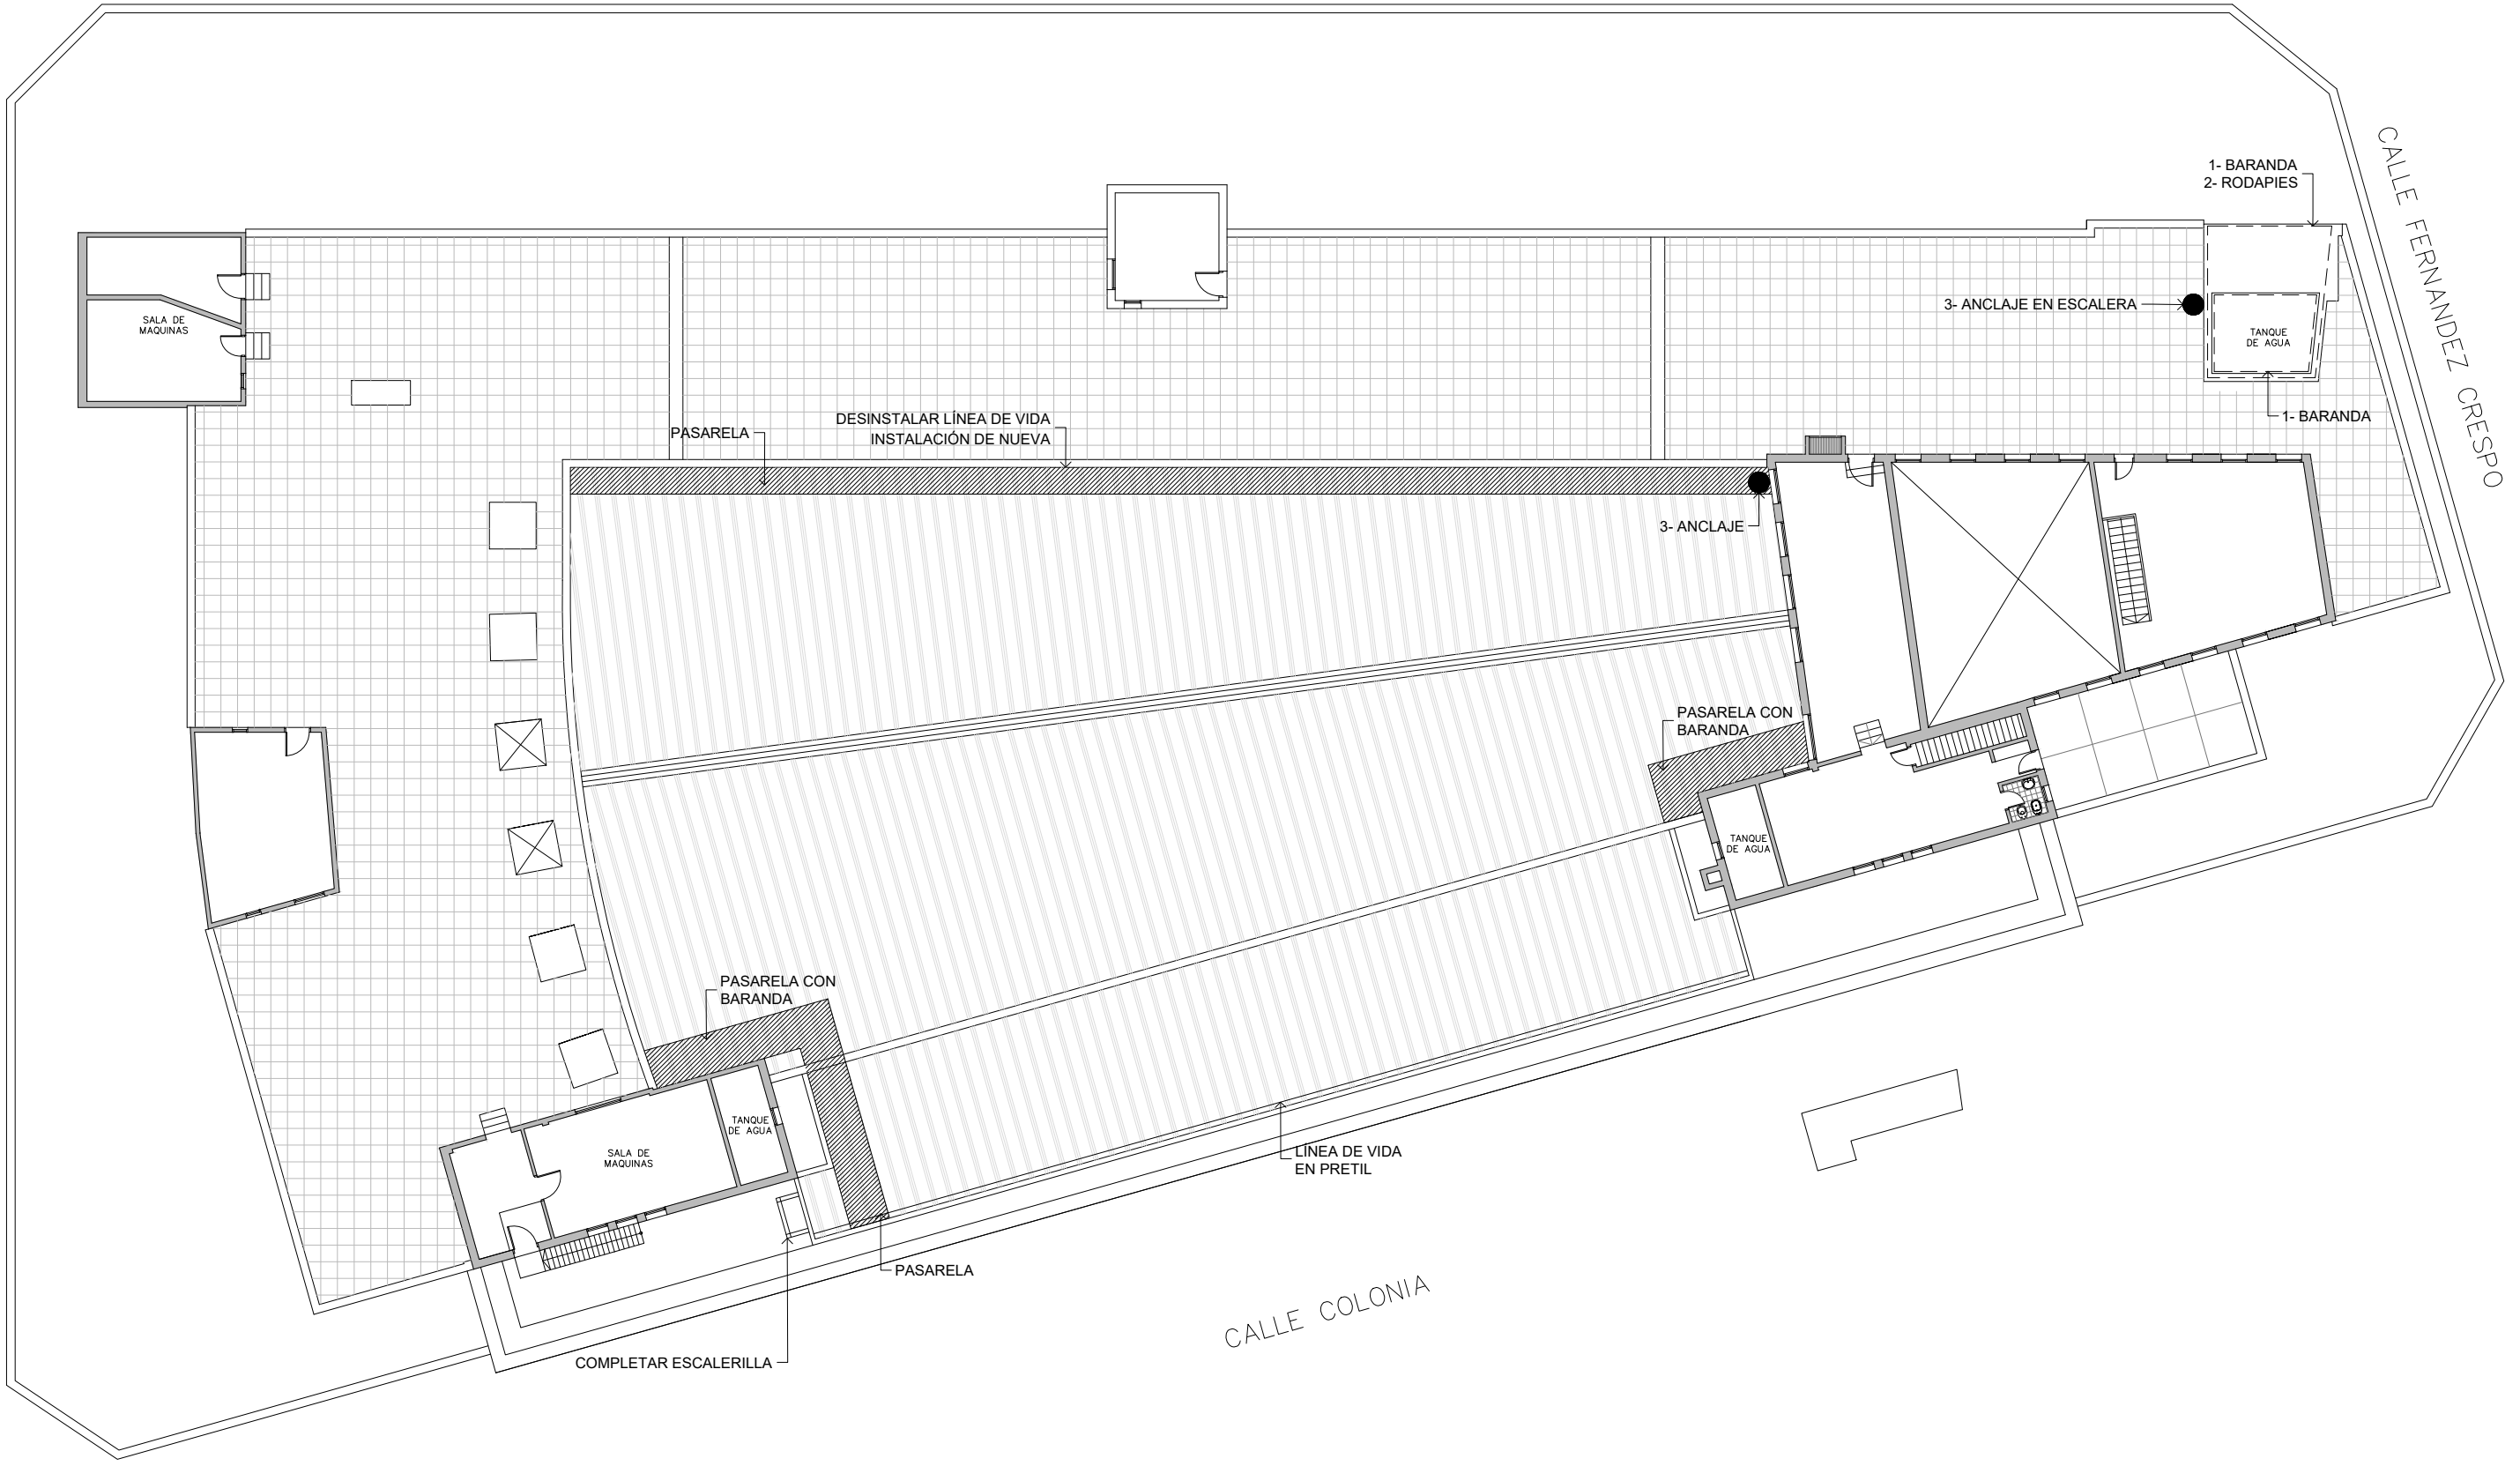 CALLE FERNANDEZ CRESPO
1- BARANDA
2- RODAPIES
3- ANCLAJE EN ESCALERA
SALA DE
MAQUINAS
TANQUE
DE AGUA
1- BARANDA
DESINSTALAR LÍNEA DE VIDA
INSTALACIÓN DE NUEVA
PASARELA
3- ANCLAJE
PASARELA CON
BARANDA
TANQUE
DE AGUA
PASARELA CON
BARANDA
TANQUE
DE AGUA
SALA DE
MAQUINAS
LÍNEA DE VIDA
EN PRETIL
PASARELA
CALLE COLONIA
COMPLETAR ESCALERILLA